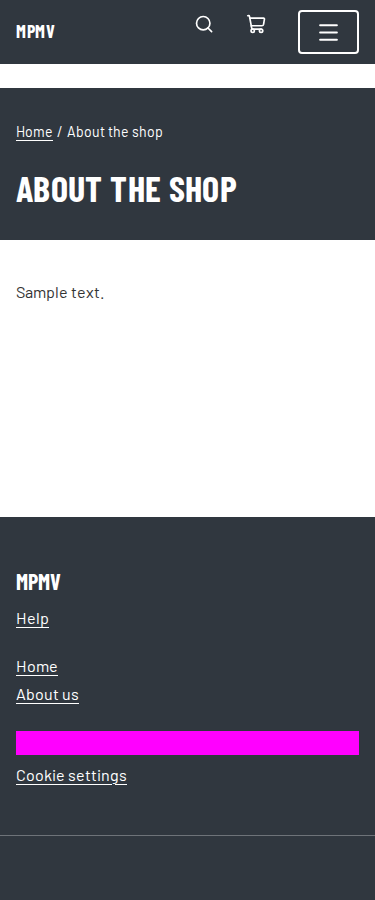 MPMV
Home / About the shop
ABOUT THE SHOP
Sample text.
MPMV
Help
Home
About us
Cookie settings